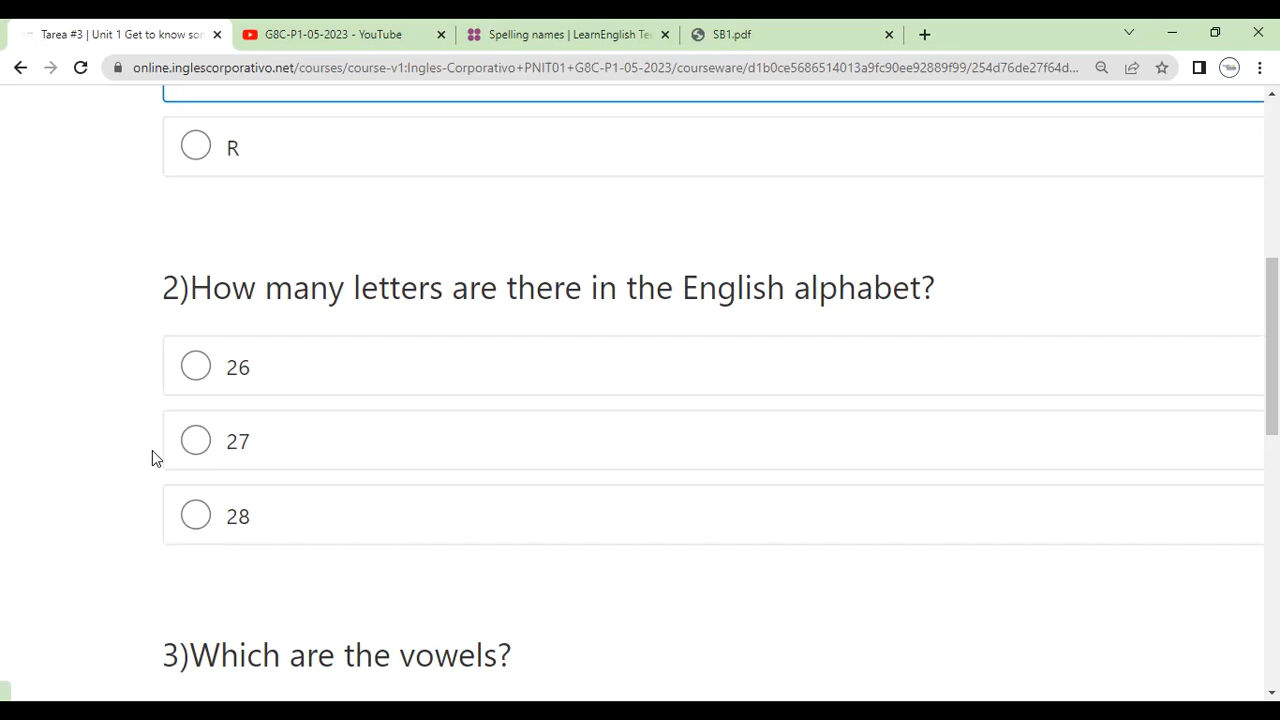 Tarea #3 | Unit 1 Get to know so
G8C-P1-05-2023 - YouTube
Spelling names | LearnEnglish Te
SB1.pdf
online.inglescorporativo.net/courses/course-v1:Ingles-Corporativo+PNIT01+G8C-P1-05-2023/courseware/d1b0ce5686514013a9fc90ee92889f99/254d76de27f64d...
R
2)How many letters are there in the English alphabet?
26
27
28
3)Which are the vowels?